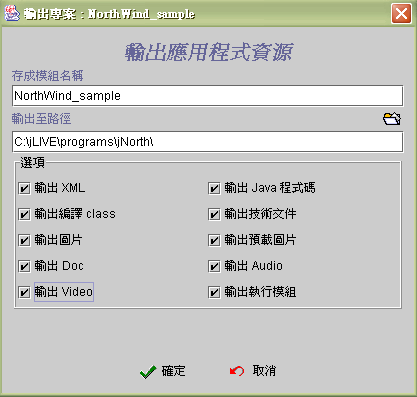 輸出專案：NorthWind_sample
輸出應用程式資源
存成模組名稱
NorthWind_sample
輸出至路徑
C:\jLIVE\programs\jNorth\
選項
輸出 XML 輸出 Java 程式碼
輸出編譯 class 輸出技術文件
輸出圖片 輸出預載圖片
輸出 Doc 輸出 Audio
輸出 Video 輸出執行模組
確定 取消